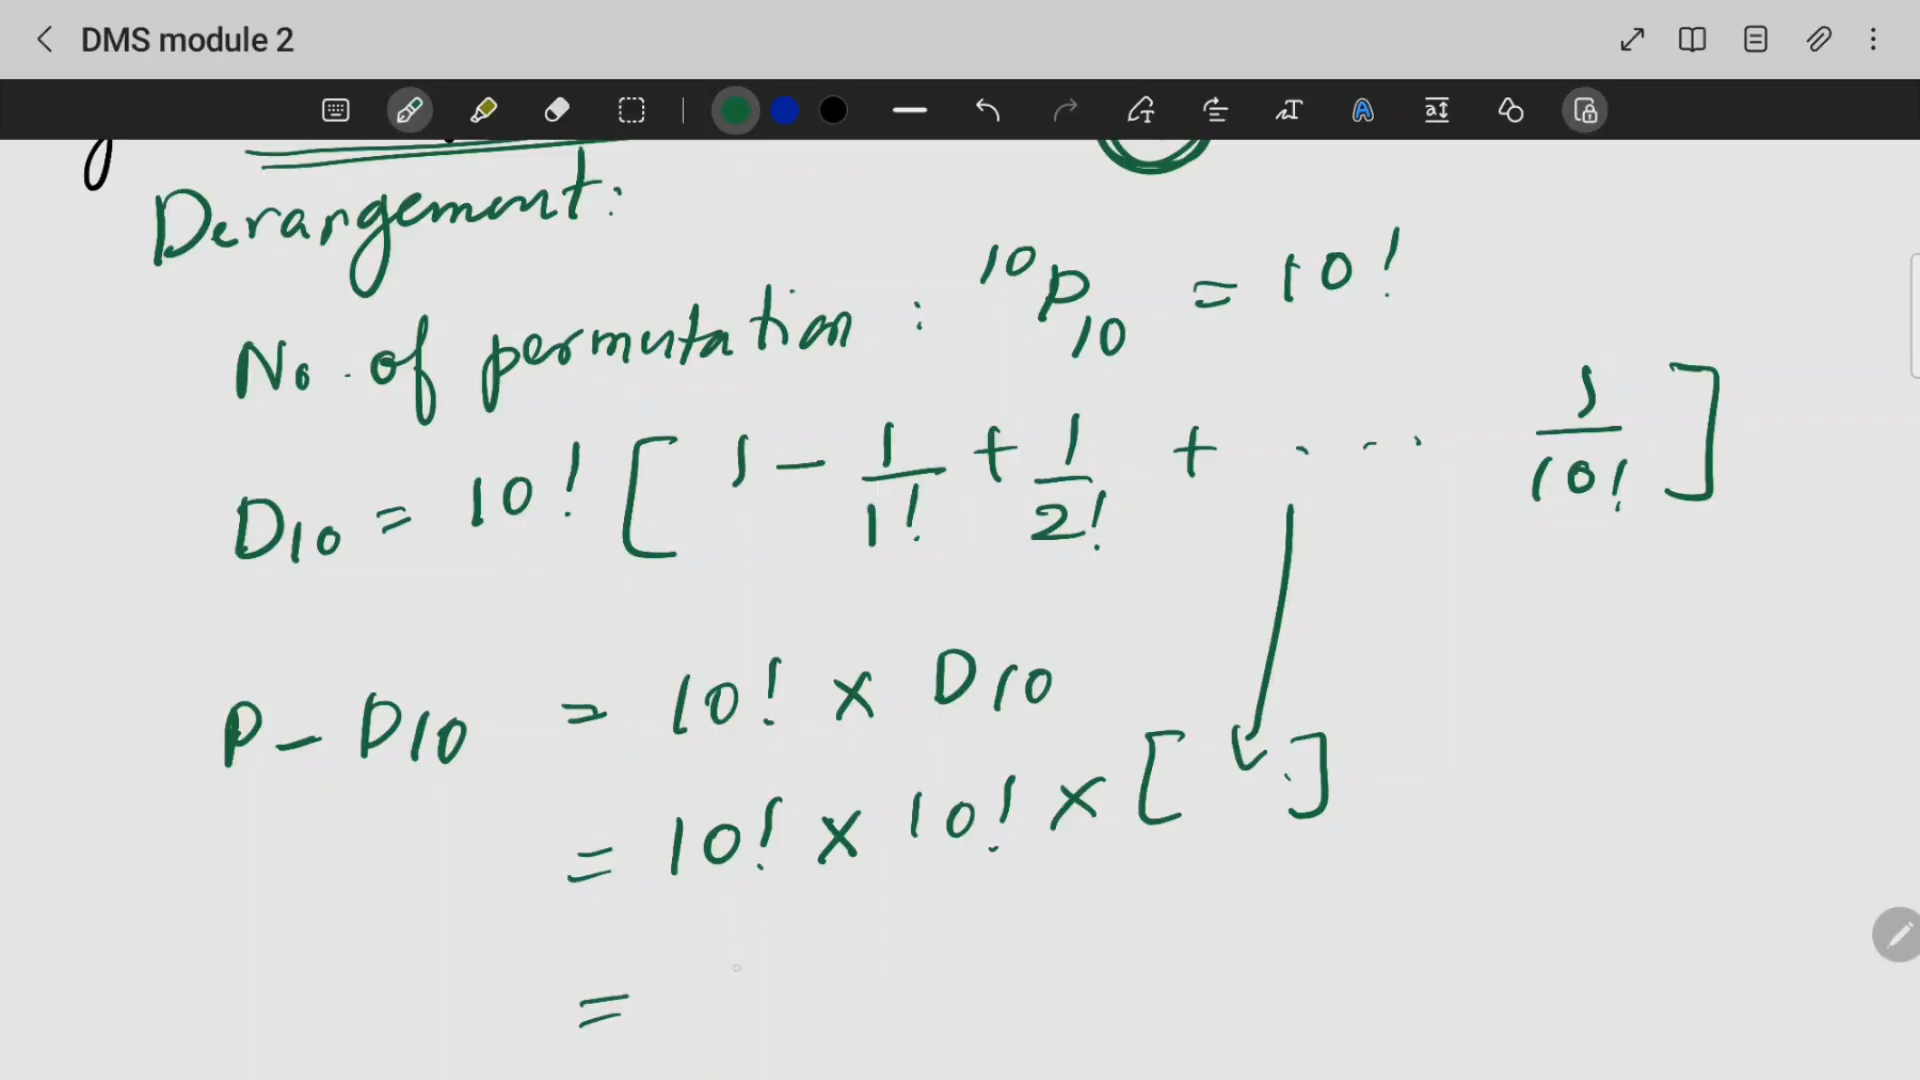 DMS module 2
Derangement:
No. of permutation : ¹⁰P₁₀ = 10!
D₁₀ = 10! [ 1 - 1/1! + 1/2! + ... 1/10! ]
P - D₁₀ = 10! × D₁₀
= 10! × 10! × [ ]
=